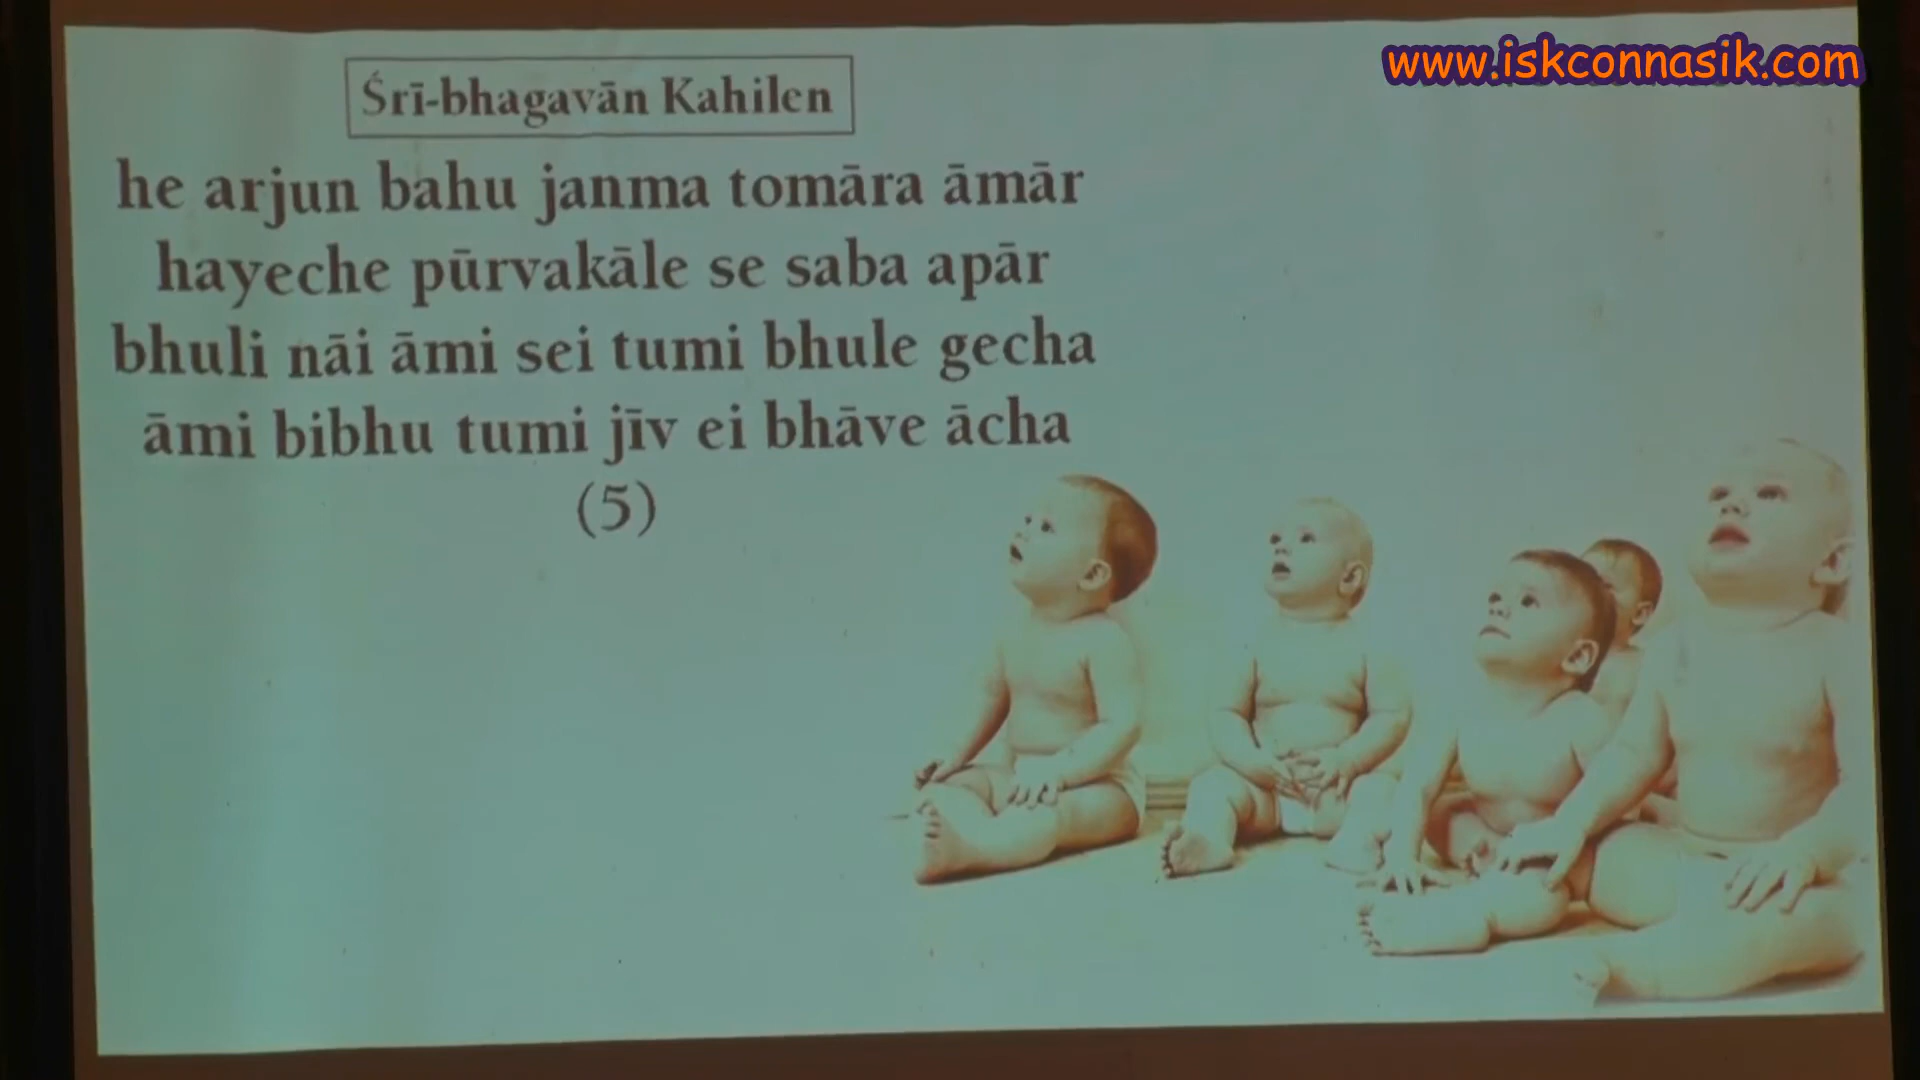 www.iskconnasik.com
Śrī-bhagavān Kahilen
he arjun bahu janma tomāra āmār
hayeche pūrvakāle se saba apār
bhuli nāi āmi sei tumi bhule gecha
āmi bibhu tumi jīv ei bhāve ācha
(5)